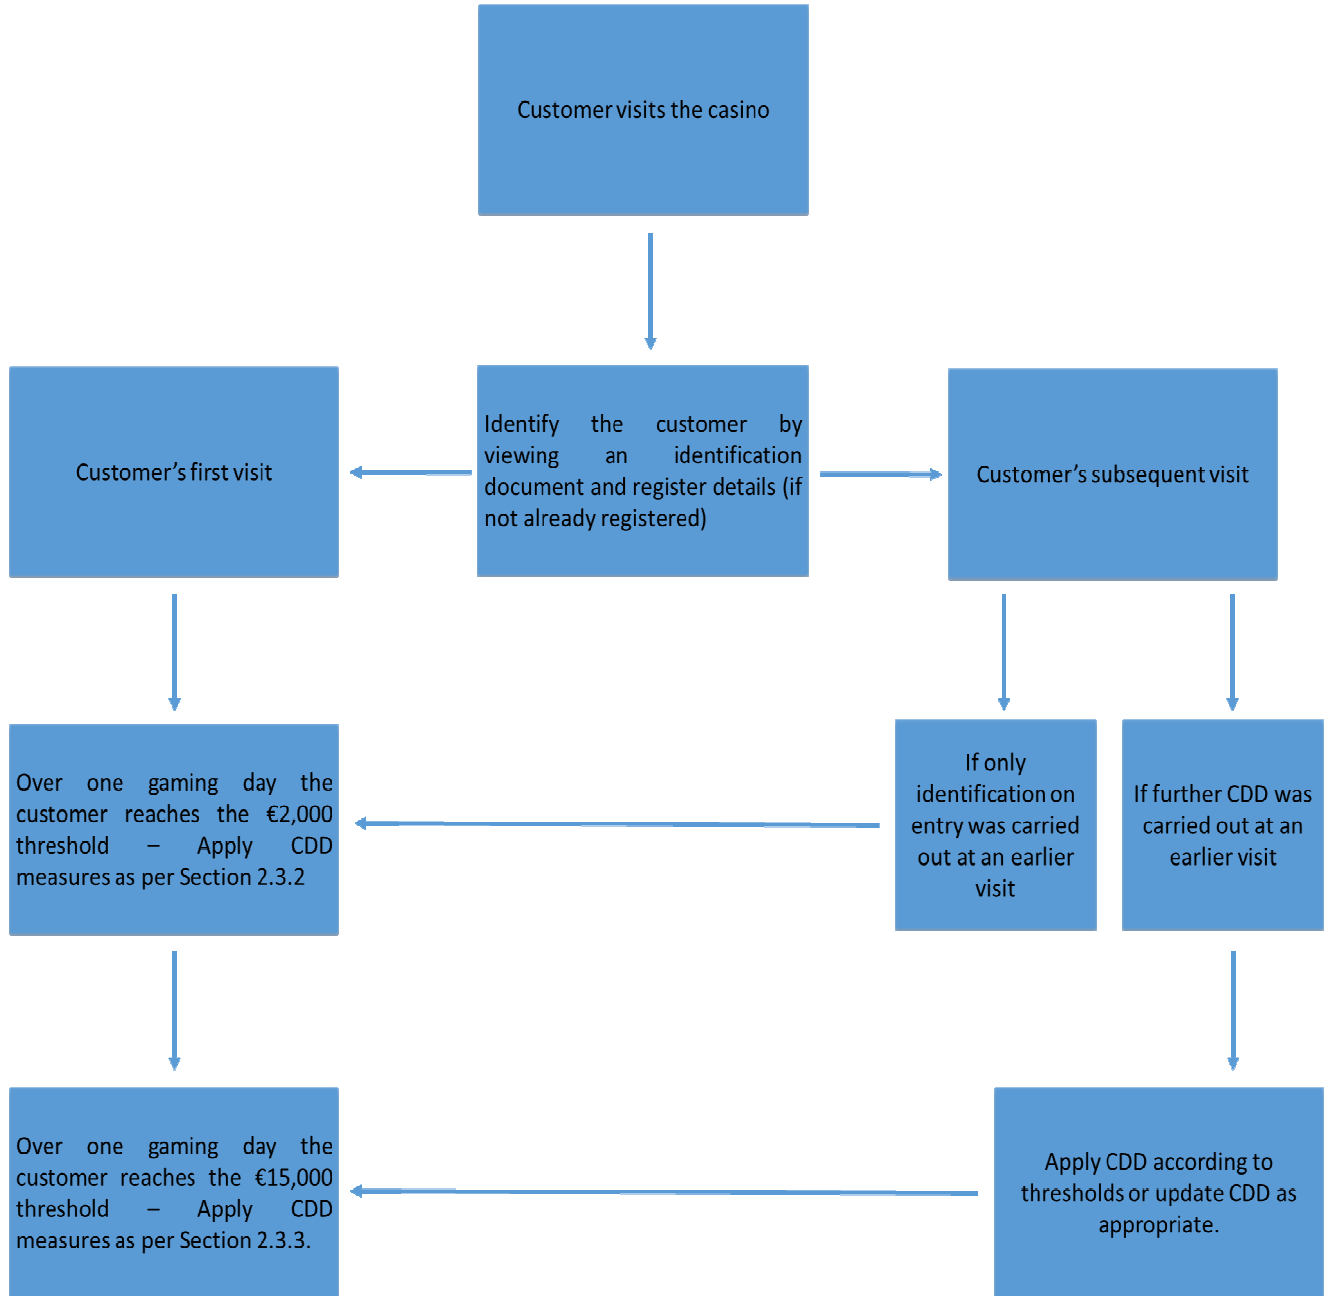 Customer visits the casino
Customer’s first visit
Identify the customer by
viewing an identification
document and register details (if
not already registered)
Customer’s subsequent visit
Over one gaming day the
customer reaches the €2,000
threshold – Apply CDD
measures as per Section 2.3.2
If only
identification on
entry was carried
out at an earlier
visit
If further CDD was
carried out at an
earlier visit
Over one gaming day the
customer reaches the €15,000
threshold – Apply CDD
measures as per Section 2.3.3.
Apply CDD according to
thresholds or update CDD as
appropriate.